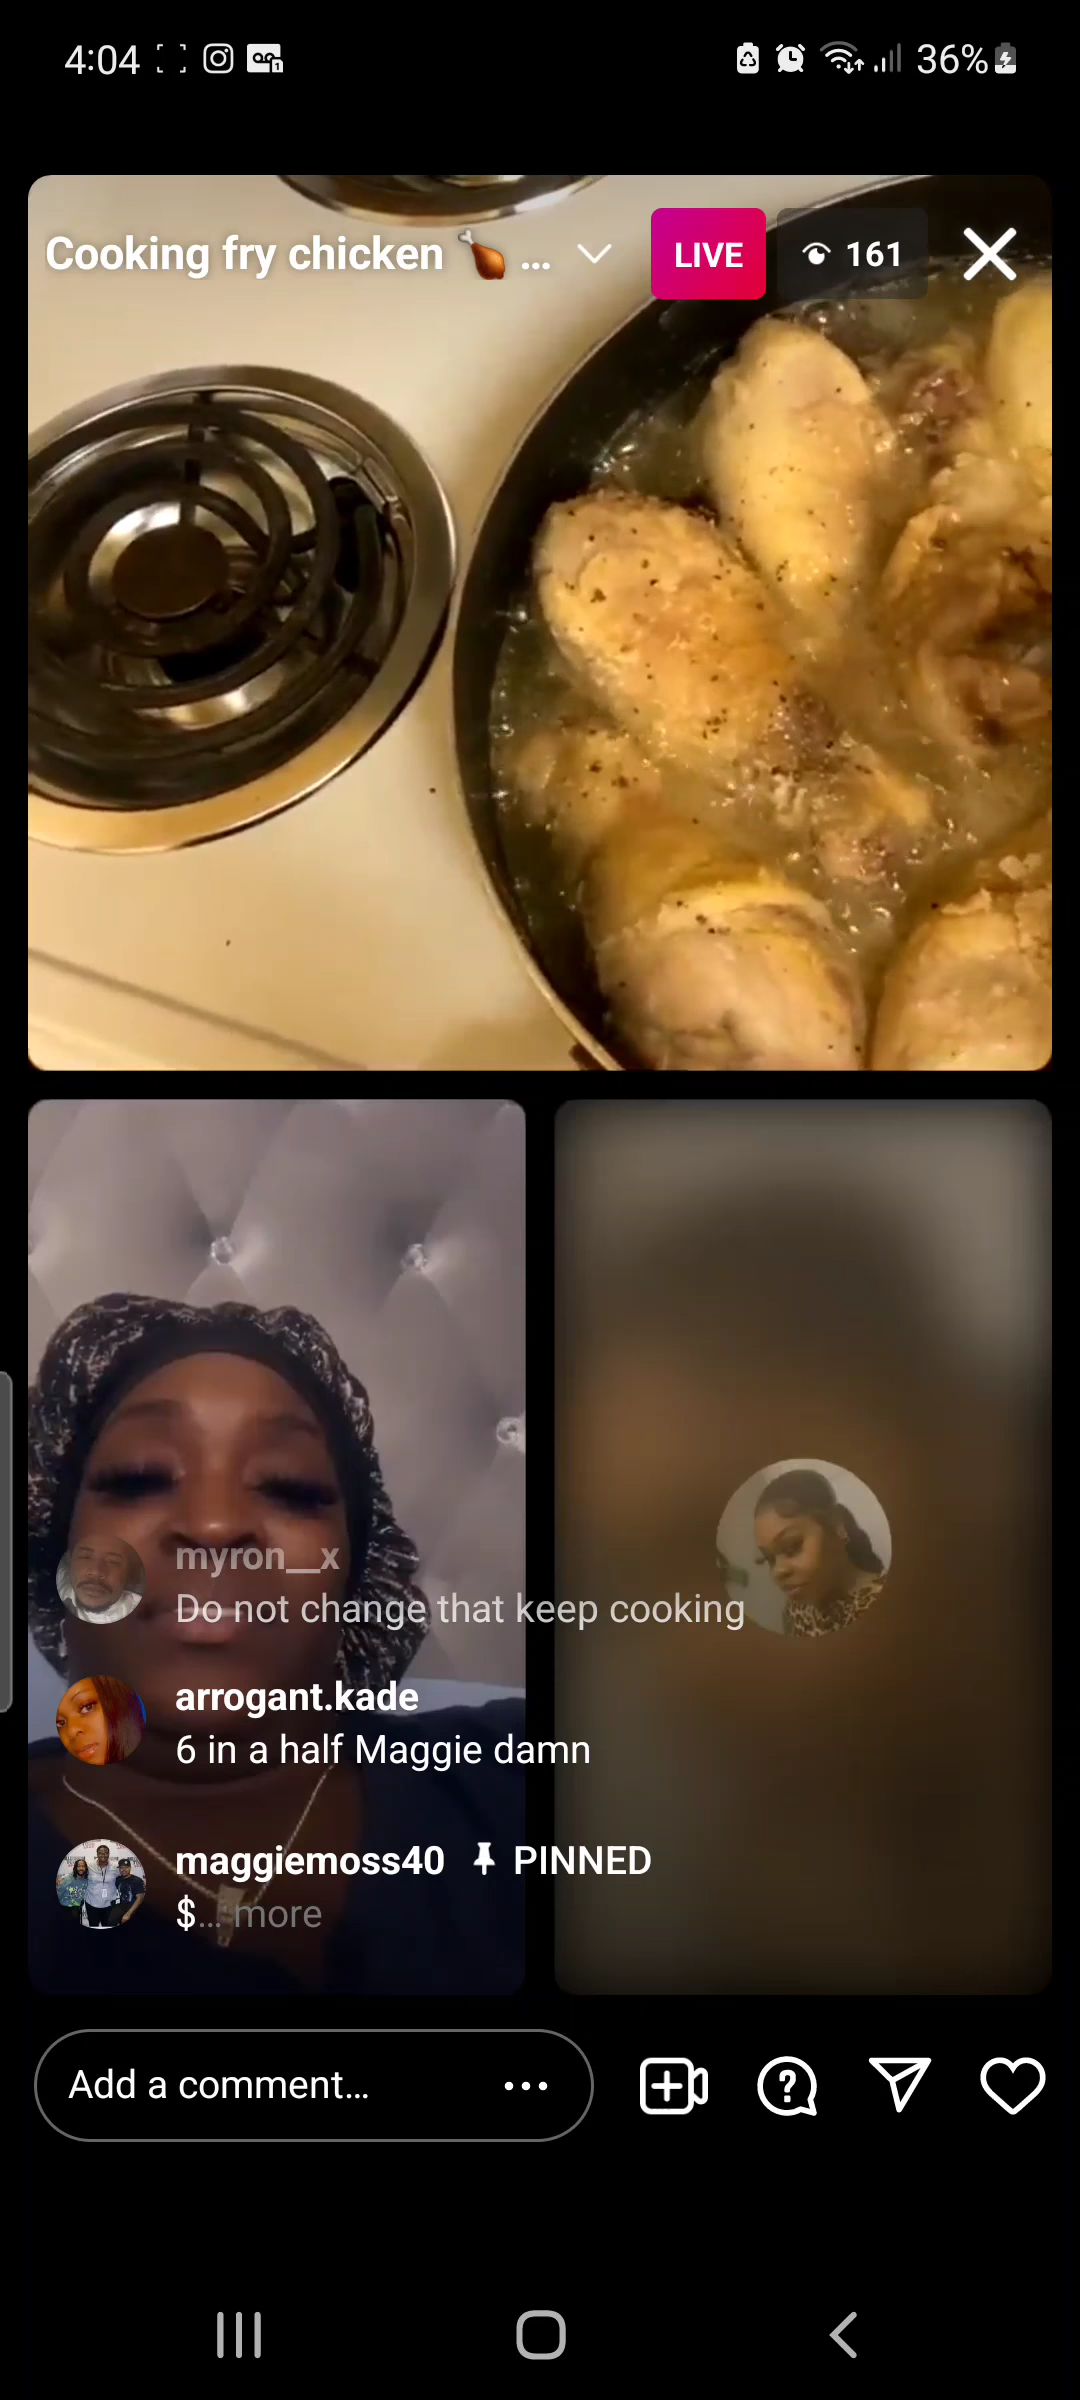 4:04
36%
Cooking fry chicken 🍗 ...
LIVE
161
myron__x
Do not change that keep cooking
arrogant.kade
6 in a half Maggie damn
maggiemoss40 PINNED
$... more
Add a comment...